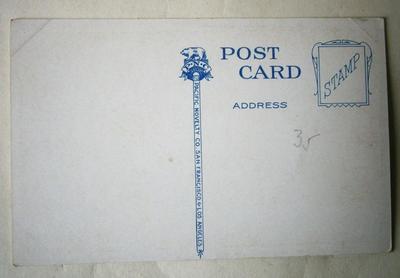 POST
CARD
ADDRESS
STAMP
PACIFIC NOVELTY CO. SAN FRANCISCO & LOS ANGELES.
35